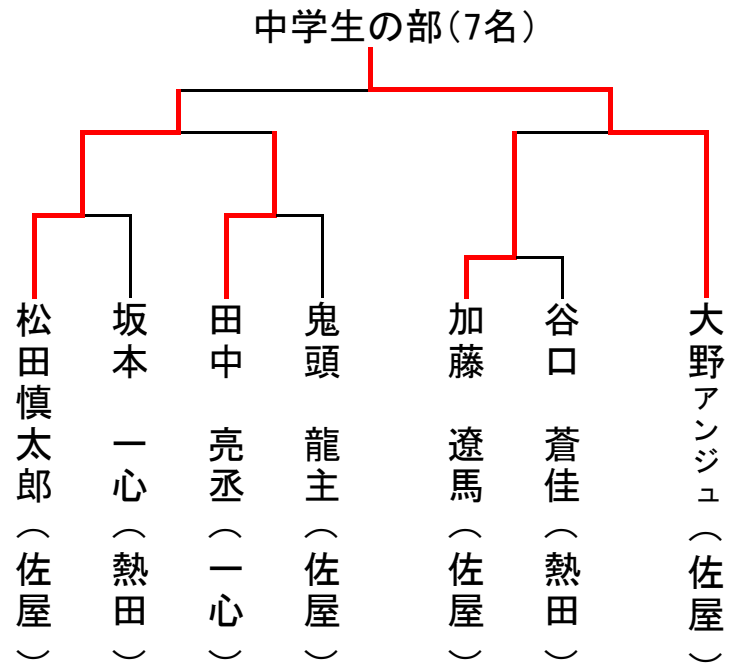 中学生の部(7名)
松田慎太郎(佐屋)
坂本 一心(熱田)
田中 亮丞(一心)
鬼頭 龍主(佐屋)
加藤 遼馬(佐屋)
谷口 蒼佳(熱田)
大野アンジュ(佐屋)